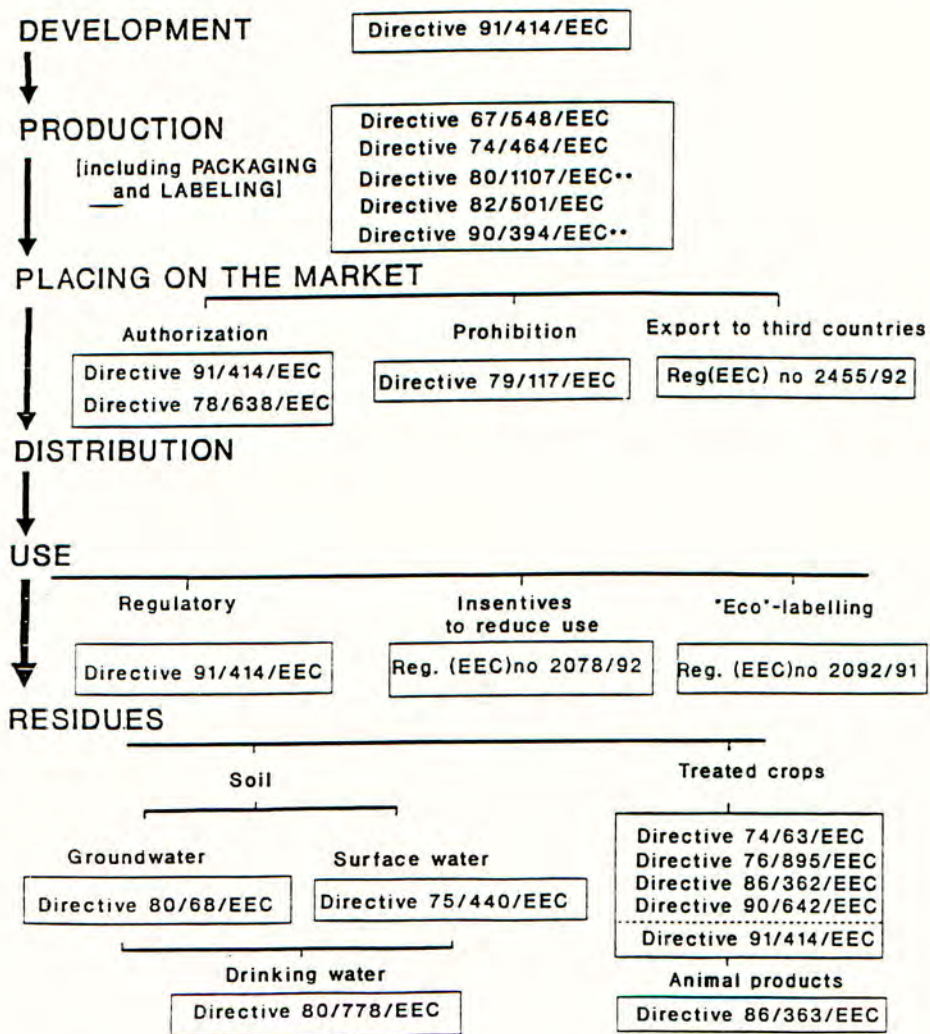 DEVELOPMENT
Directive 91/414/EEC
PRODUCTION
[including PACKAGING
and LABELING]
Directive 67/548/EEC
Directive 74/464/EEC
Directive 80/1107/EEC••
Directive 82/501/EEC
Directive 90/394/EEC••
PLACING ON THE MARKET
Authorization
Directive 91/414/EEC
Directive 78/638/EEC
Prohibition
Directive 79/117/EEC
Export to third countries
Reg(EEC) no 2455/92
DISTRIBUTION
USE
Regulatory
Directive 91/414/EEC
Insentives
to reduce use
Reg. (EEC)no 2078/92
"Eco"-labelling
Reg. (EEC)no 2092/91
RESIDUES
Soil
Groundwater
Directive 80/68/EEC
Surface water
Directive 75/440/EEC
Drinking water
Directive 80/778/EEC
Treated crops
Directive 74/63/EEC
Directive 76/895/EEC
Directive 86/362/EEC
Directive 90/642/EEC
Directive 91/414/EEC
Animal products
Directive 86/363/EEC